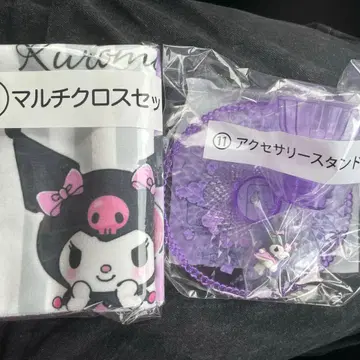 Kuromi
マルチクロスセッ
⑪ アクセサリースタンド